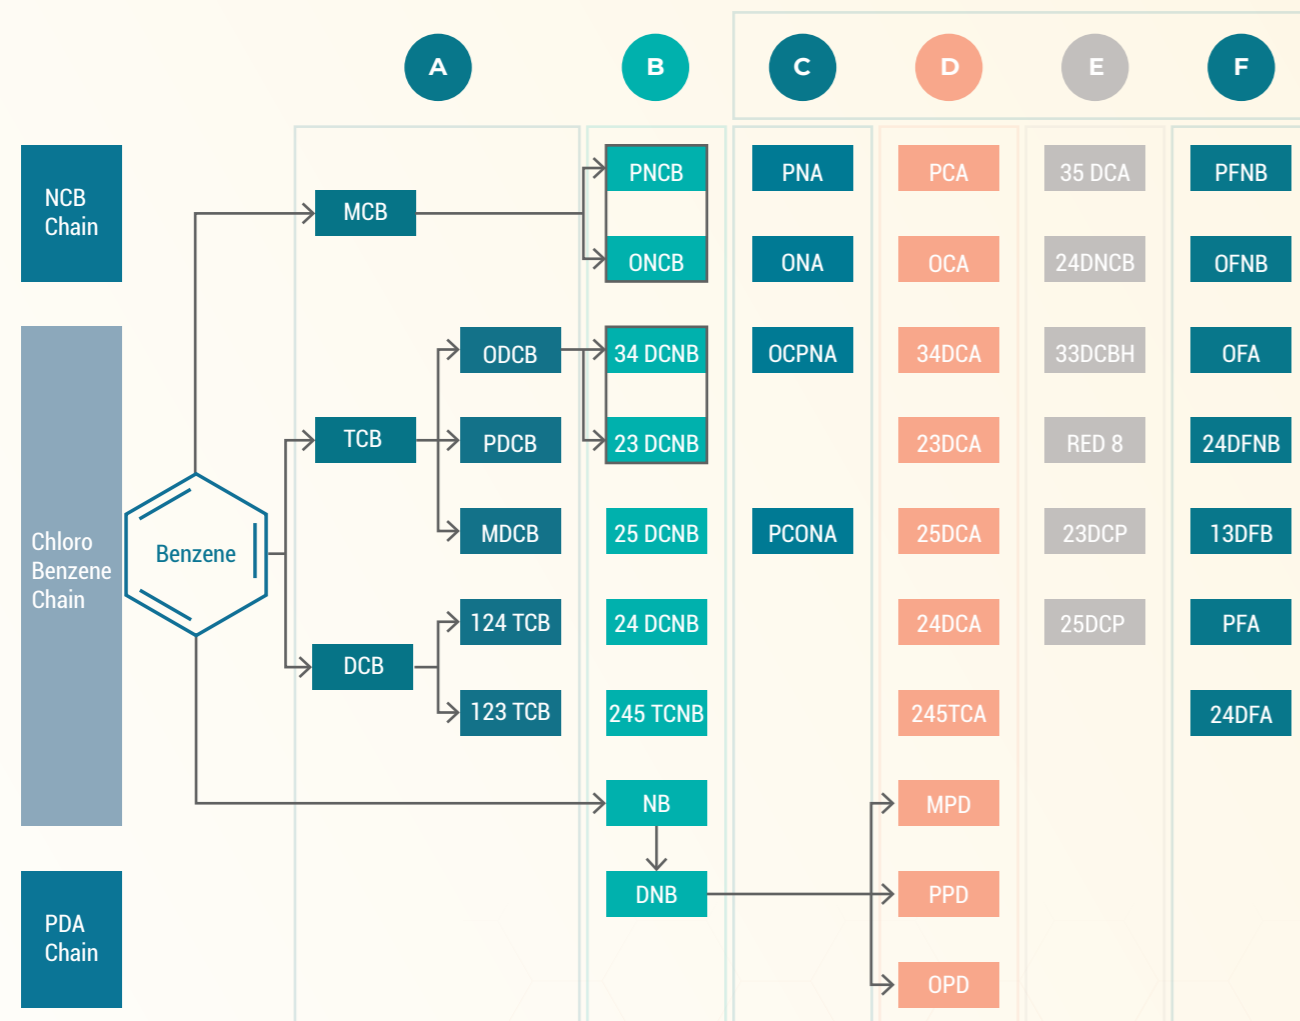 A
B
C
D
E
F
NCB
Chain
PNCB
PNA
PCA
35 DCA
PFNB
MCB
ONCB
ONA
OCA
24DNCB
OFNB
ODCB
34 DCNB
OCPNA
34DCA
33DCBH
OFA
TCB
PDCB
23 DCNB
23DCA
RED 8
24DFNB
Chloro
Benzene
Chain
Benzene
MDCB
25 DCNB
PCONA
25DCA
23DCP
13DFB
124 TCB
24 DCNB
24DCA
25DCP
PFA
DCB
123 TCB
245 TCNB
245TCA
24DFA
NB
MPD
PDA
Chain
DNB
PPD
OPD